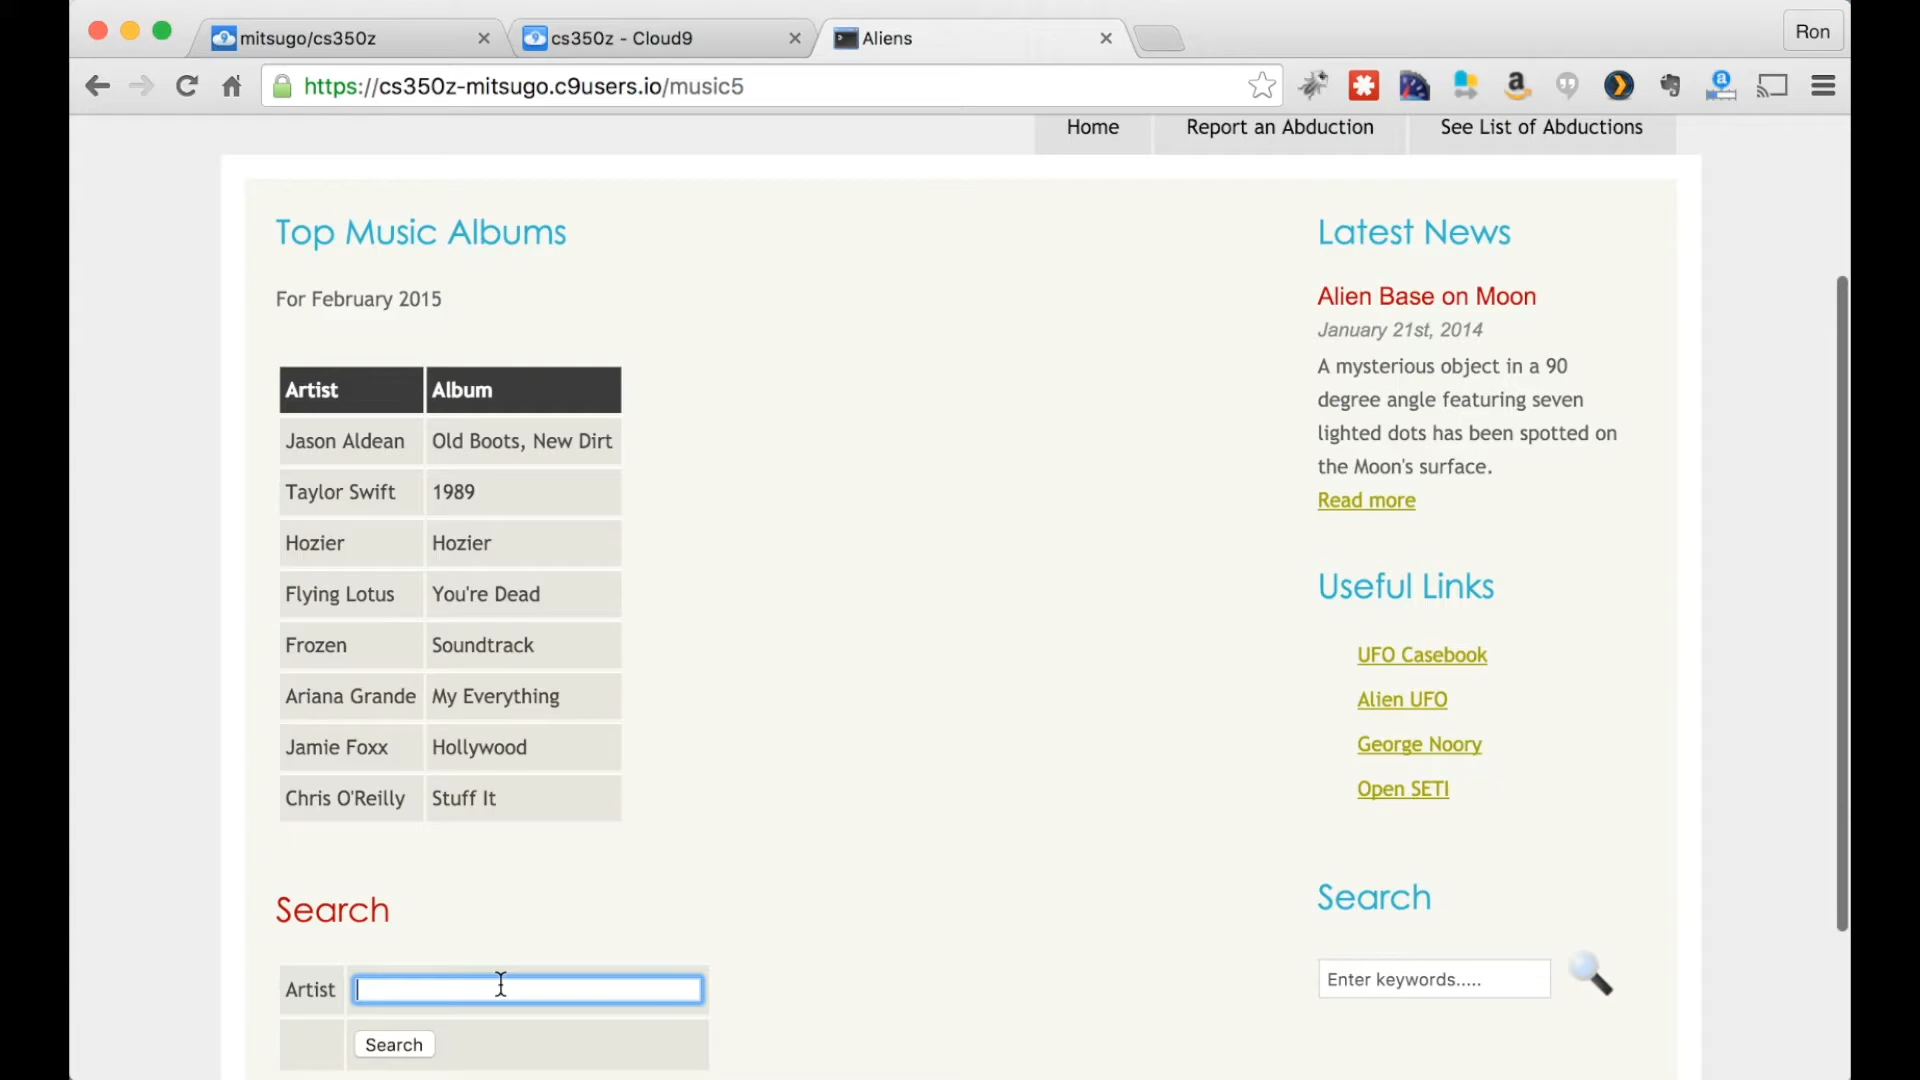 mitsugo/cs350z
cs350z - Cloud9
Aliens
Ron
https://cs350z-mitsugo.c9users.io/music5
Home
Report an Abduction
See List of Abductions
Top Music Albums
For February 2015
Artist Album
Jason Aldean Old Boots, New Dirt
Taylor Swift 1989
Hozier Hozier
Flying Lotus You're Dead
Frozen Soundtrack
Ariana Grande My Everything
Jamie Foxx Hollywood
Chris O'Reilly Stuff It
Search
Artist
Search
Latest News
Alien Base on Moon
January 21st, 2014
A mysterious object in a 90
degree angle featuring seven
lighted dots has been spotted on
the Moon's surface.
Read more
Useful Links
UFO Casebook
Alien UFO
George Noory
Open SETI
Search
Enter keywords.....